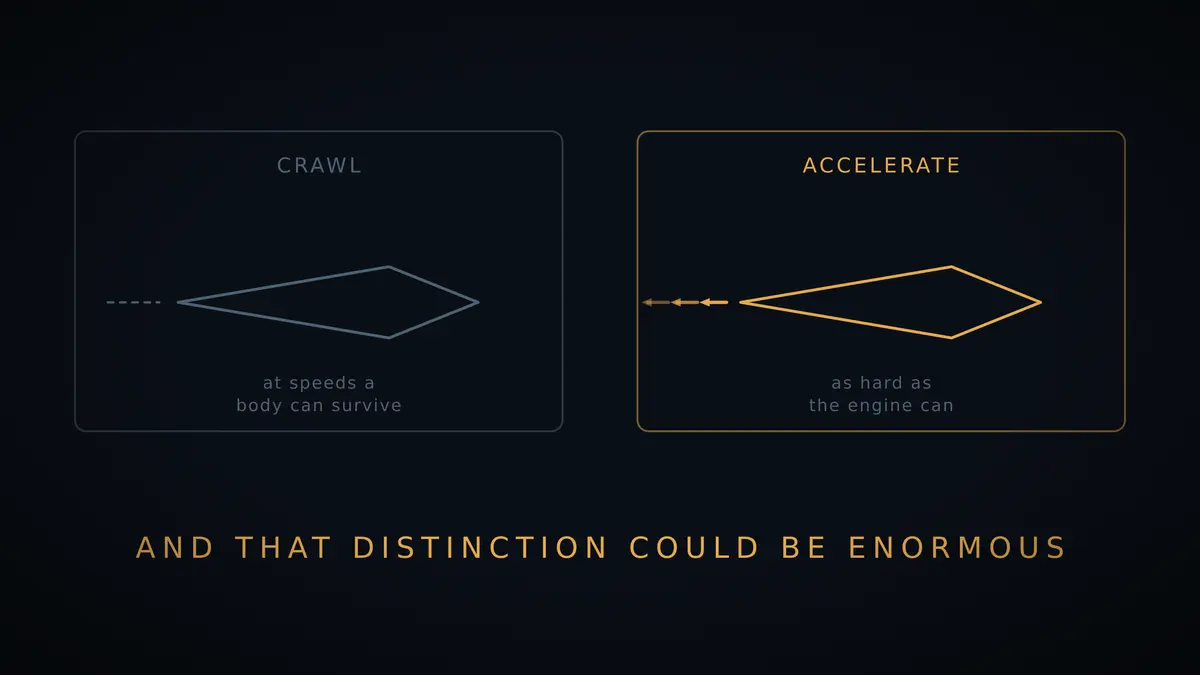 CRAWL
at speeds a
body can survive
ACCELERATE
as hard as
the engine can
AND THAT DISTINCTION COULD BE ENORMOUS